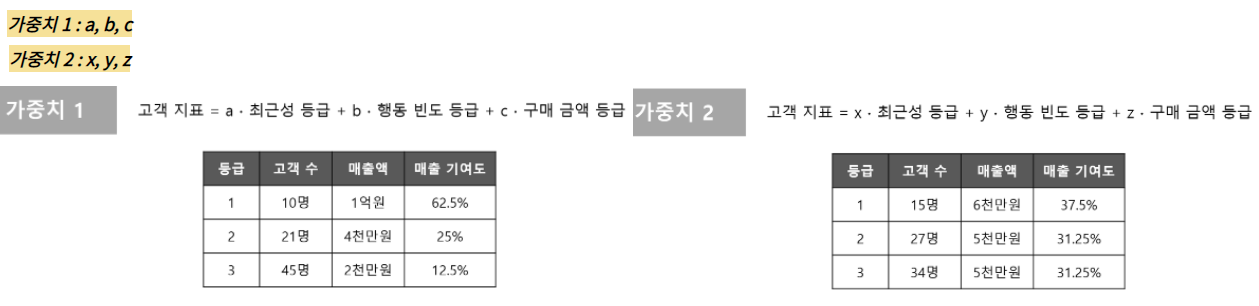 가중치 1 : a, b, c
가중치 2 : x, y, z
가중치 1
고객 지표 = a · 최근성 등급 + b · 행동 빈도 등급 + c · 구매 금액 등급
등급 고객 수 매출액 매출 기여도
1 10명 1억원 62.5%
2 21명 4천만원 25%
3 45명 2천만원 12.5%
가중치 2
고객 지표 = x · 최근성 등급 + y · 행동 빈도 등급 + z · 구매 금액 등급
등급 고객 수 매출액 매출 기여도
1 15명 6천만원 37.5%
2 27명 5천만원 31.25%
3 34명 5천만원 31.25%